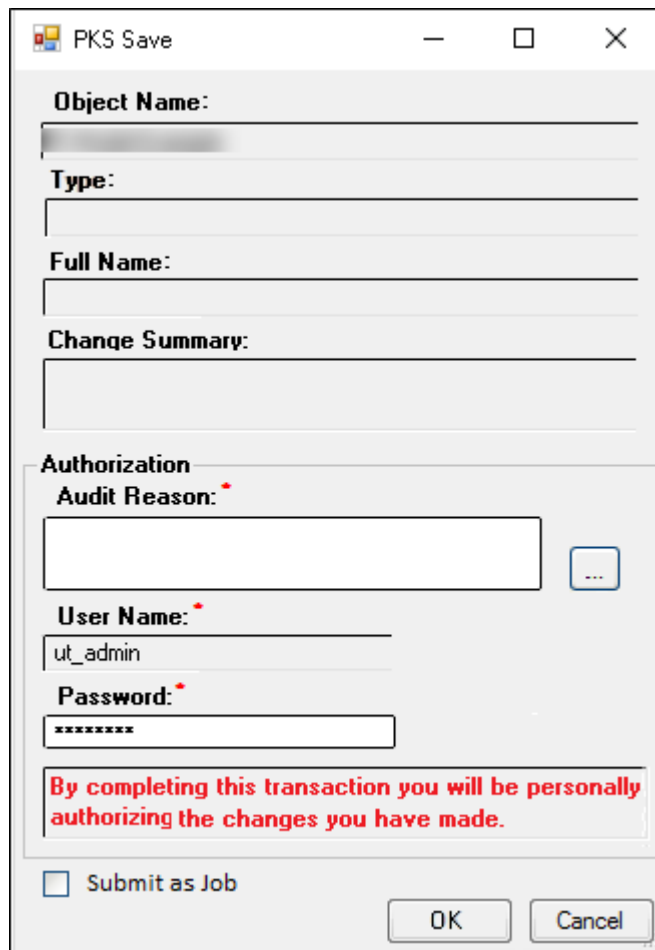 PKS Save
Object Name:
Type:
Full Name:
Change Summary:
Authorization
Audit Reason:*
...
User Name:*
ut_admin
Password:*
********
By completing this transaction you will be personally
authorizing the changes you have made.
Submit as Job
OK Cancel